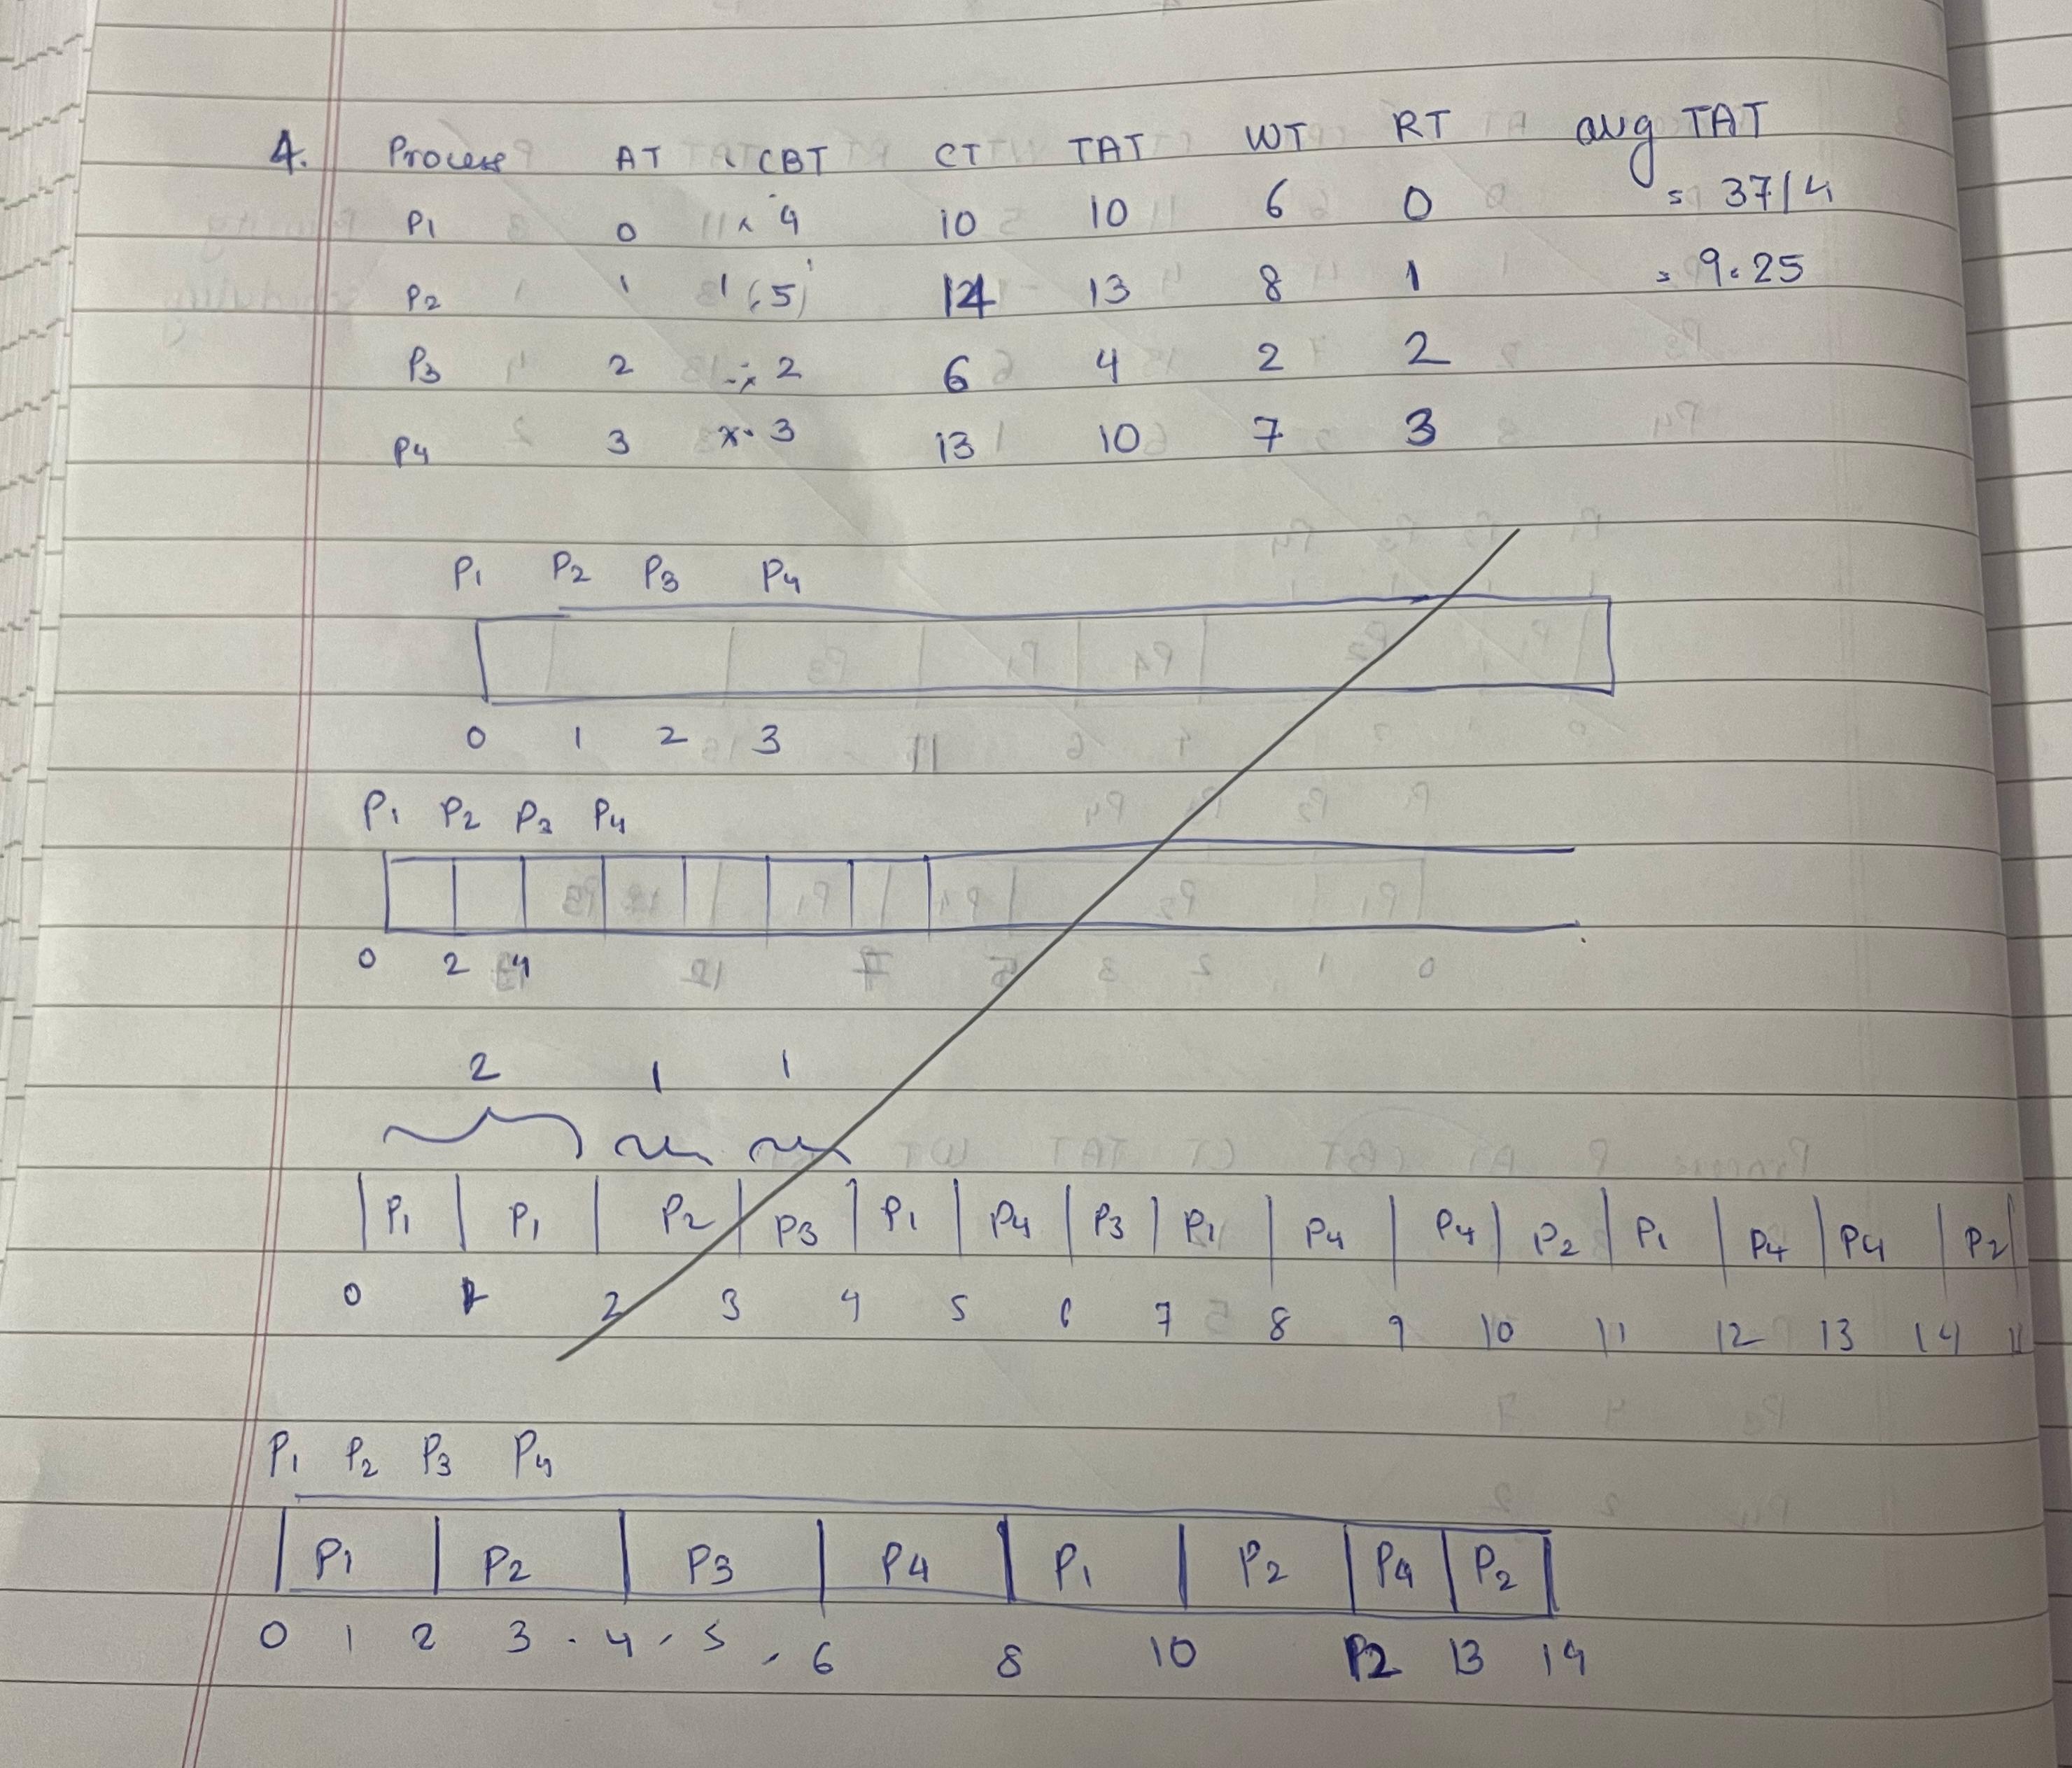 4. Process AT CBT CT TAT WT RT avg TAT
P1 0 4 10 10 6 0 = 37/4
P2 1 5 14 13 8 1 = 9.25
P3 2 2 6 4 2 2
P4 3 3 13 10 7 3
P1 P2 P3 P4
0 1 2 3
P1 P2 P3 P4
0 2 4
2 1 1
P1 P1 P2 P3 P1 P4 P3 P1 P4 P4 P2 P1 P4 P4 P2
0 1 2 3 4 5 6 7 8 9 10 11 12 13 14
P1 P2 P3 P4
P1 P2 P3 P4 P1 P2 P4 P2
0 1 2 3 4 5 6 8 10 12 13 14